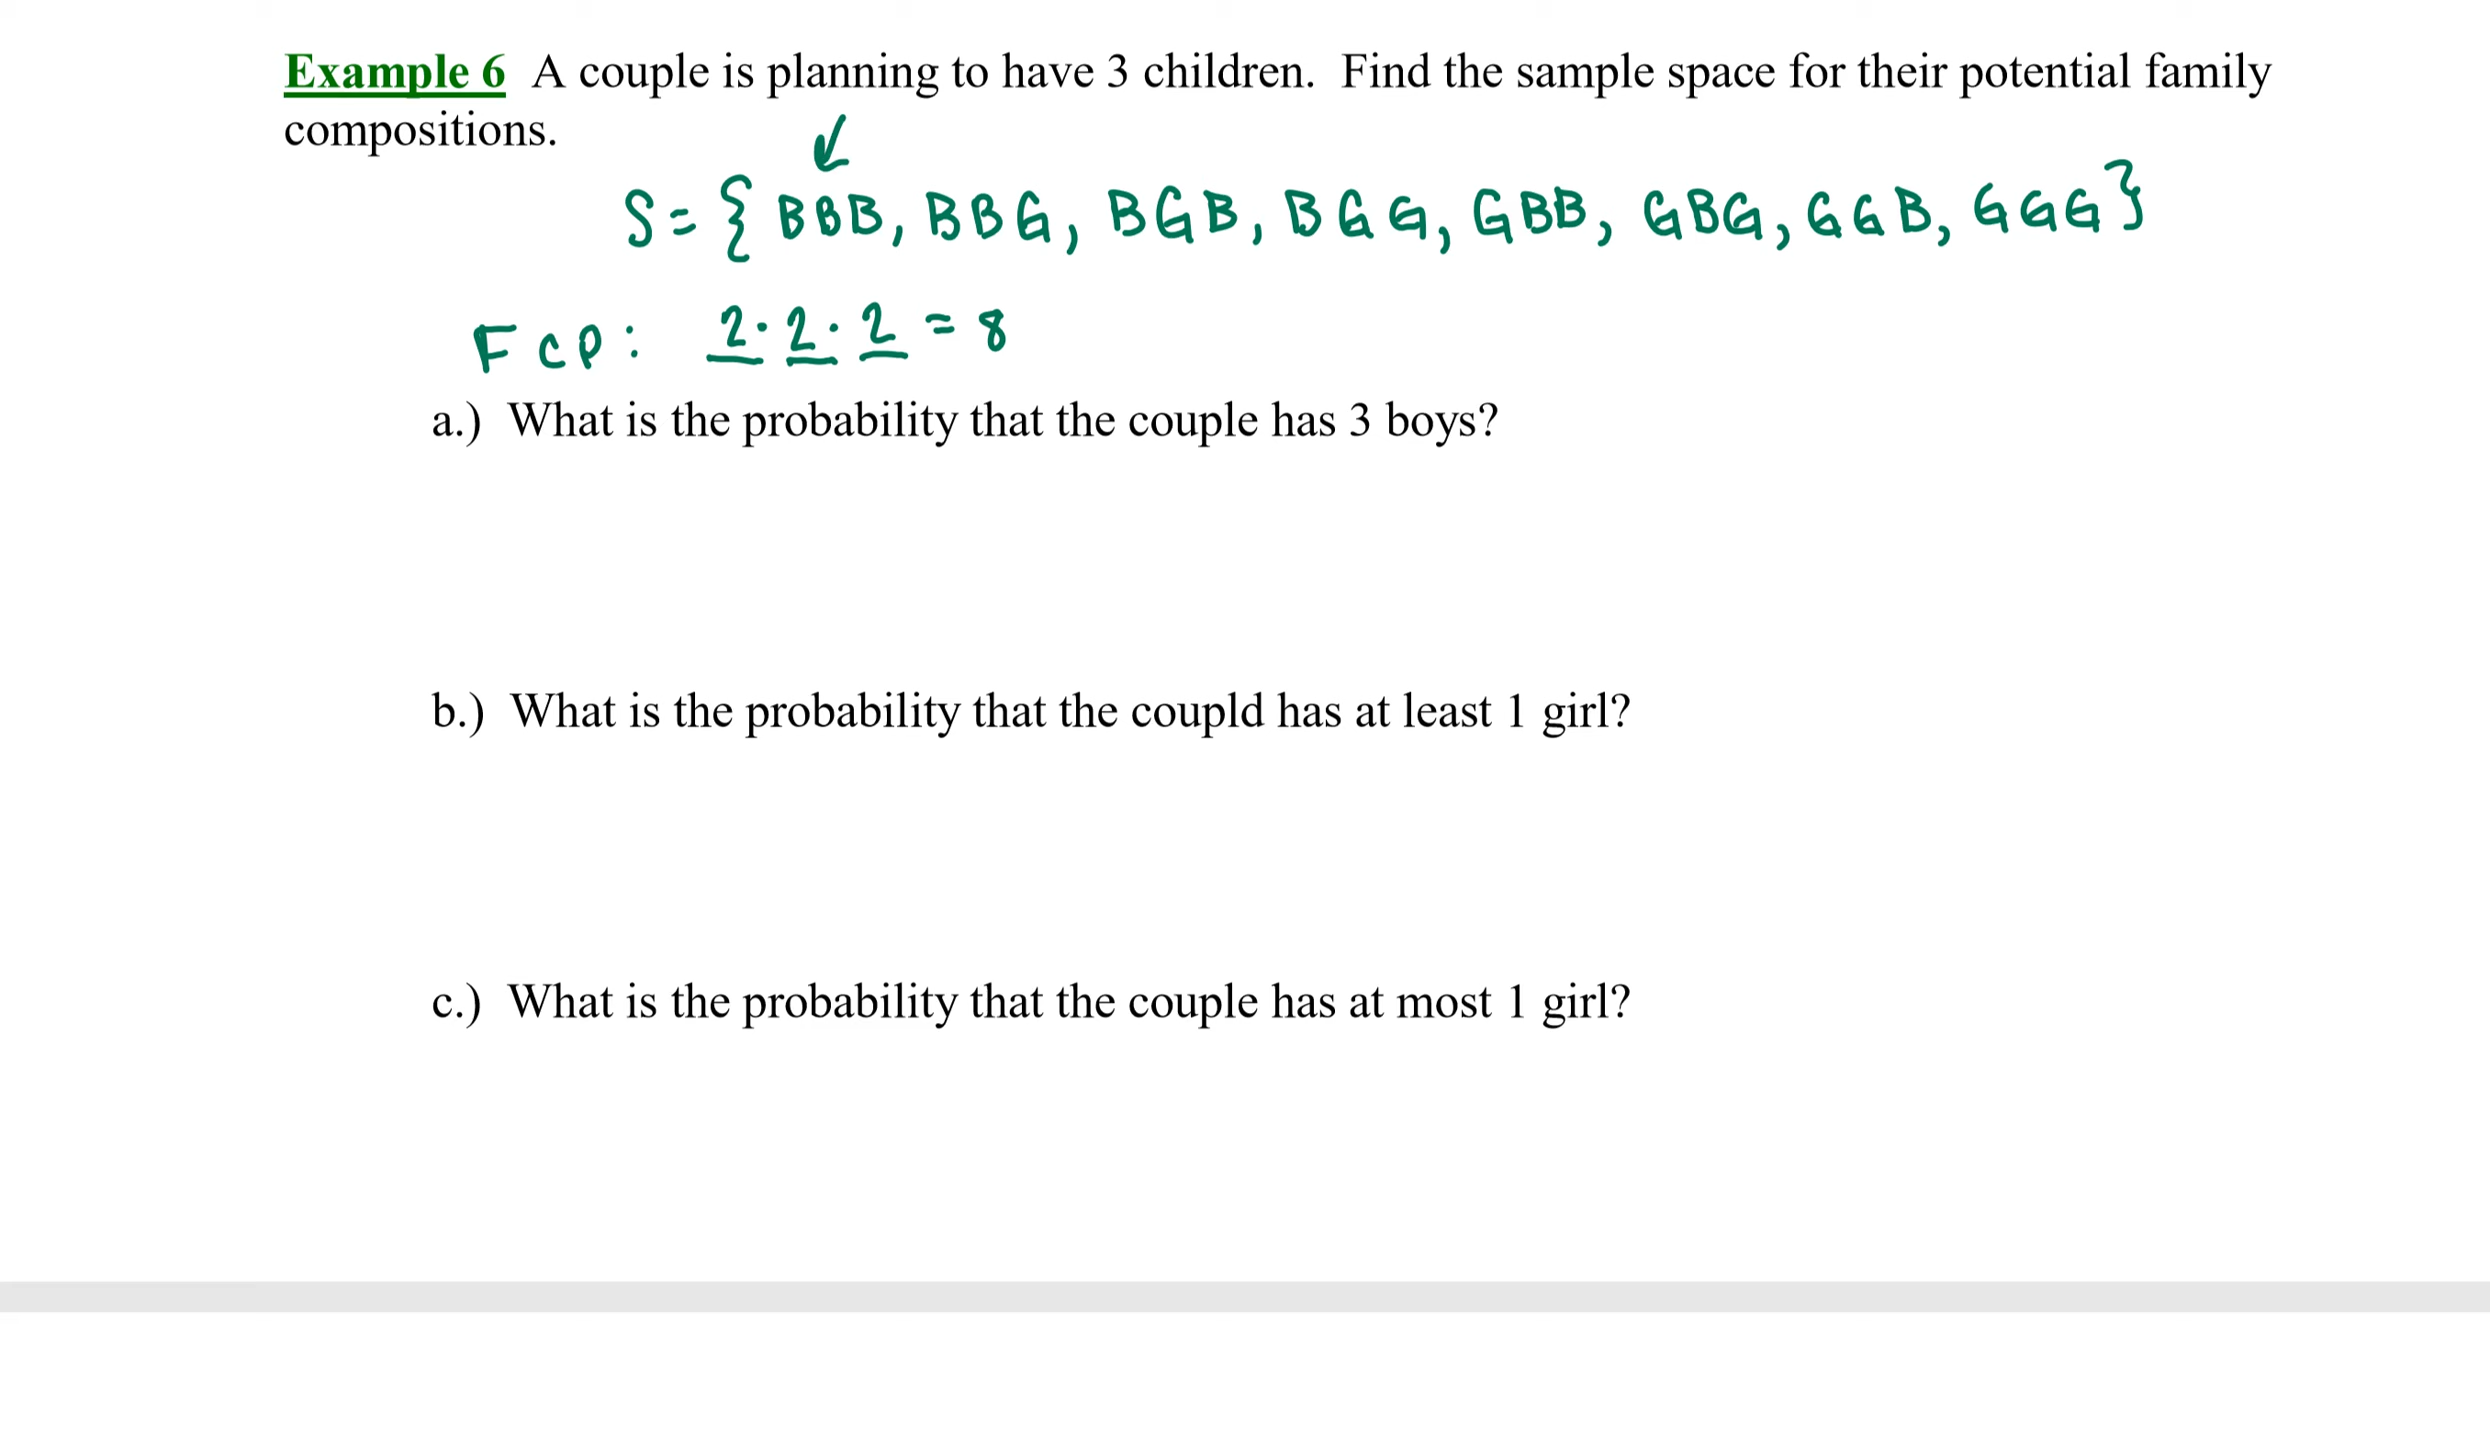 Example 6 A couple is planning to have 3 children. Find the sample space for their potential family
compositions.
S = { BBB, BBG, BGB, BGG, GBB, GBG, GGB, GGG }
FCP: 2 · 2 · 2 = 8
a.) What is the probability that the couple has 3 boys?
b.) What is the probability that the coupld has at least 1 girl?
c.) What is the probability that the couple has at most 1 girl?